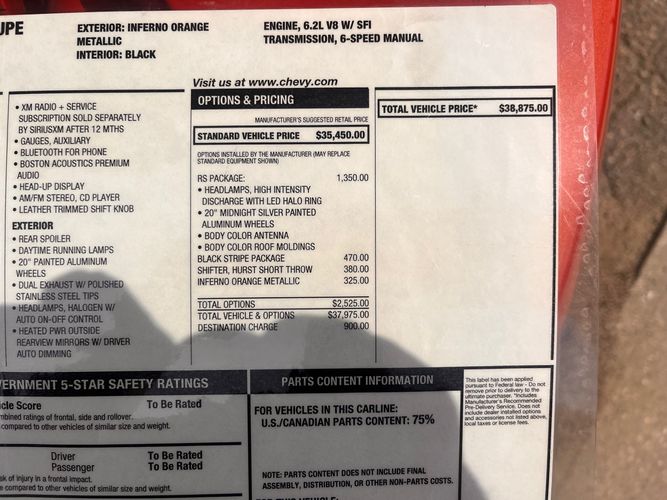 UPE
EXTERIOR: INFERNO ORANGE
METALLIC
INTERIOR: BLACK
ENGINE, 6.2L V8 W/ SFI
TRANSMISSION, 6-SPEED MANUAL
• XM RADIO + SERVICE
SUBSCRIPTION SOLD SEPARATELY
BY SIRIUSXM AFTER 12 MTHS
• GAUGES, AUXILIARY
• BLUETOOTH FOR PHONE
• BOSTON ACOUSTICS PREMIUM
AUDIO
• HEAD-UP DISPLAY
• AM/FM STEREO, CD PLAYER
• LEATHER TRIMMED SHIFT KNOB
EXTERIOR
• REAR SPOILER
• DAYTIME RUNNING LAMPS
• 20" PAINTED ALUMINUM
WHEELS
• DUAL EXHAUST W/ POLISHED
STAINLESS STEEL TIPS
• HEADLAMPS, HALOGEN W/
AUTO ON-OFF CONTROL
• HEATED PWR OUTSIDE
REARVIEW MIRRORS W/ DRIVER
AUTO DIMMING
Visit us at www.chevy.com
OPTIONS & PRICING
MANUFACTURER'S SUGGESTED RETAIL PRICE
STANDARD VEHICLE PRICE $35,450.00
OPTIONS INSTALLED BY THE MANUFACTURER (MAY REPLACE
STANDARD EQUIPMENT SHOWN)
RS PACKAGE: 1,350.00
• HEADLAMPS, HIGH INTENSITY
DISCHARGE WITH LED HALO RING
• 20" MIDNIGHT SILVER PAINTED
ALUMINUM WHEELS
• BODY COLOR ANTENNA
• BODY COLOR ROOF MOLDINGS
BLACK STRIPE PACKAGE 470.00
SHIFTER, HURST SHORT THROW 380.00
INFERNO ORANGE METALLIC 325.00
TOTAL OPTIONS $2,525.00
TOTAL VEHICLE & OPTIONS $37,975.00
DESTINATION CHARGE 900.00
TOTAL VEHICLE PRICE* $38,875.00
VERNMENT 5-STAR SAFETY RATINGS
icle Score To Be Rated
mbined ratings of frontal, side and rollover.
compared to other vehicles of similar size and weight.
Driver To Be Rated
Passenger To Be Rated
sk of injury in a frontal impact.
e compared to other vehicles of similar size and weight.
PARTS CONTENT INFORMATION
FOR VEHICLES IN THIS CARLINE:
U.S./CANADIAN PARTS CONTENT: 75%
NOTE: PARTS CONTENT DOES NOT INCLUDE FINAL
ASSEMBLY, DISTRIBUTION, OR OTHER NON-PARTS COSTS.
FOR THIS VEHICLE:
This label has been applied
pursuant to Federal law - Do not
remove prior to delivery to the
ultimate purchaser. *Includes
Manufacturer's Recommended
Pre-Delivery Service. Does not
include dealer installed options
and accessories not listed above,
local taxes or license fees.